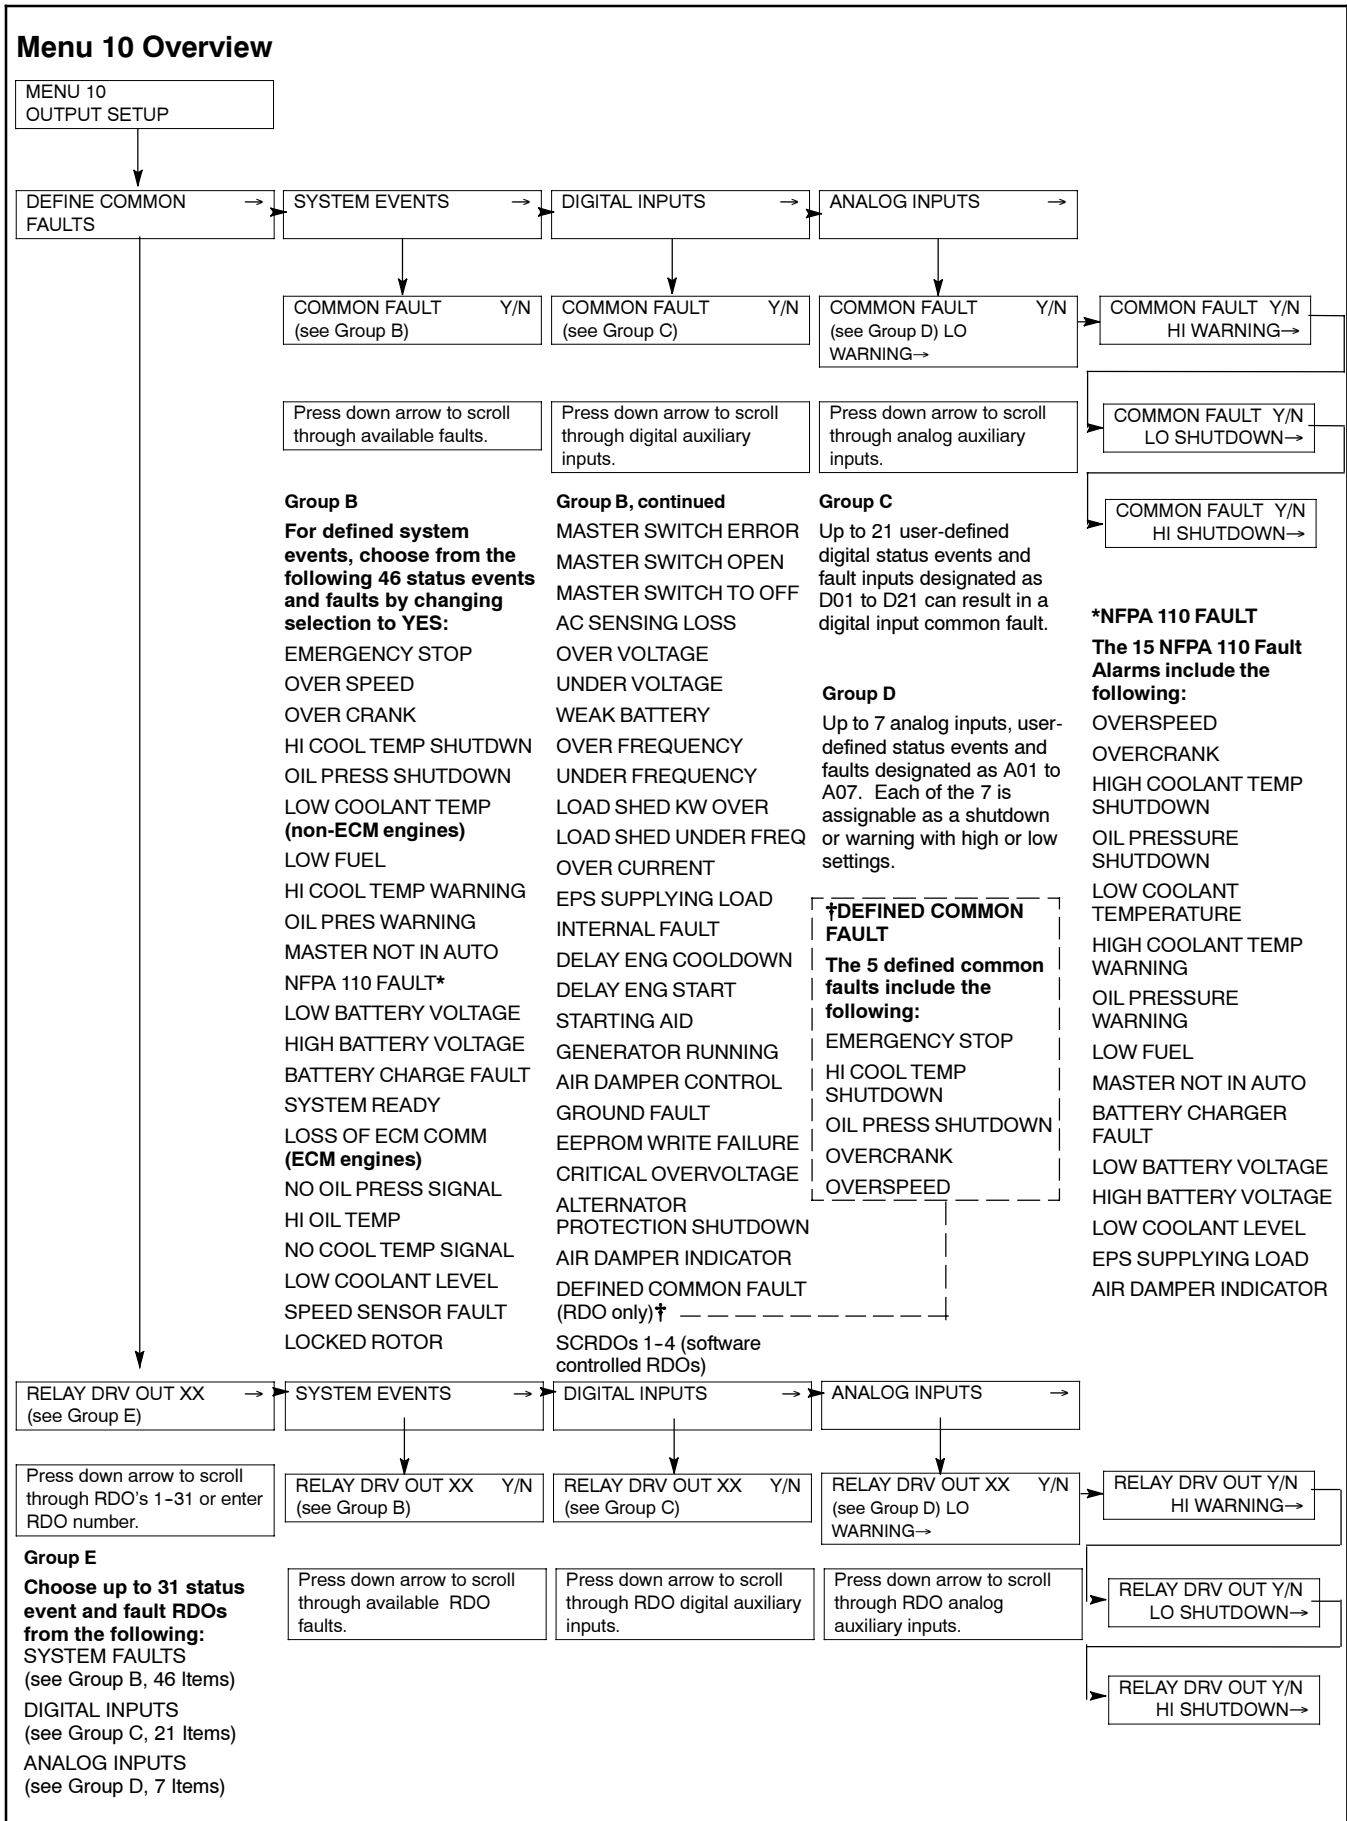 Menu 10 Overview
MENU 10
OUTPUT SETUP
DEFINE COMMON →
FAULTS
SYSTEM EVENTS →
DIGITAL INPUTS →
ANALOG INPUTS →
COMMON FAULT Y/N
(see Group B)
COMMON FAULT Y/N
(see Group C)
COMMON FAULT Y/N
(see Group D) LO
WARNING→
COMMON FAULT Y/N
HI WARNING→
Press down arrow to scroll
through available faults.
Press down arrow to scroll
through digital auxiliary
inputs.
Press down arrow to scroll
through analog auxiliary
inputs.
COMMON FAULT Y/N
LO SHUTDOWN→
COMMON FAULT Y/N
HI SHUTDOWN→
Group B
For defined system
events, choose from the
following 46 status events
and faults by changing
selection to YES:
EMERGENCY STOP
OVER SPEED
OVER CRANK
HI COOL TEMP SHUTDWN
OIL PRESS SHUTDOWN
LOW COOLANT TEMP
(non-ECM engines)
LOW FUEL
HI COOL TEMP WARNING
OIL PRES WARNING
MASTER NOT IN AUTO
NFPA 110 FAULT*
LOW BATTERY VOLTAGE
HIGH BATTERY VOLTAGE
BATTERY CHARGE FAULT
SYSTEM READY
LOSS OF ECM COMM
(ECM engines)
NO OIL PRESS SIGNAL
HI OIL TEMP
NO COOL TEMP SIGNAL
LOW COOLANT LEVEL
SPEED SENSOR FAULT
LOCKED ROTOR
Group B, continued
MASTER SWITCH ERROR
MASTER SWITCH OPEN
MASTER SWITCH TO OFF
AC SENSING LOSS
OVER VOLTAGE
UNDER VOLTAGE
WEAK BATTERY
OVER FREQUENCY
UNDER FREQUENCY
LOAD SHED KW OVER
LOAD SHED UNDER FREQ
OVER CURRENT
EPS SUPPLYING LOAD
INTERNAL FAULT
DELAY ENG COOLDOWN
DELAY ENG START
STARTING AID
GENERATOR RUNNING
AIR DAMPER CONTROL
GROUND FAULT
EEPROM WRITE FAILURE
CRITICAL OVERVOLTAGE
ALTERNATOR
PROTECTION SHUTDOWN
AIR DAMPER INDICATOR
DEFINED COMMON FAULT
(RDO only)†
SCRDOs 1-4 (software
controlled RDOs)
Group C
Up to 21 user-defined
digital status events and
fault inputs designated as
D01 to D21 can result in a
digital input common fault.
Group D
Up to 7 analog inputs, user-
defined status events and
faults designated as A01 to
A07. Each of the 7 is
assignable as a shutdown
or warning with high or low
settings.
†DEFINED COMMON
FAULT
The 5 defined common
faults include the
following:
EMERGENCY STOP
HI COOL TEMP
SHUTDOWN
OIL PRESS SHUTDOWN
OVERCRANK
OVERSPEED
*NFPA 110 FAULT
The 15 NFPA 110 Fault
Alarms include the
following:
OVERSPEED
OVERCRANK
HIGH COOLANT TEMP
SHUTDOWN
OIL PRESSURE
SHUTDOWN
LOW COOLANT
TEMPERATURE
HIGH COOLANT TEMP
WARNING
OIL PRESSURE
WARNING
LOW FUEL
MASTER NOT IN AUTO
BATTERY CHARGER
FAULT
LOW BATTERY VOLTAGE
HIGH BATTERY VOLTAGE
LOW COOLANT LEVEL
EPS SUPPLYING LOAD
AIR DAMPER INDICATOR
RELAY DRV OUT XX →
(see Group E)
SYSTEM EVENTS →
DIGITAL INPUTS →
ANALOG INPUTS →
Press down arrow to scroll
through RDO's 1-31 or enter
RDO number.
RELAY DRV OUT XX Y/N
(see Group B)
RELAY DRV OUT XX Y/N
(see Group C)
RELAY DRV OUT XX Y/N
(see Group D) LO
WARNING→
RELAY DRV OUT Y/N
HI WARNING→
Group E
Choose up to 31 status
event and fault RDOs
from the following:
SYSTEM FAULTS
(see Group B, 46 Items)
DIGITAL INPUTS
(see Group C, 21 Items)
ANALOG INPUTS
(see Group D, 7 Items)
Press down arrow to scroll
through available RDO
faults.
Press down arrow to scroll
through RDO digital auxiliary
inputs.
Press down arrow to scroll
through RDO analog
auxiliary inputs.
RELAY DRV OUT Y/N
LO SHUTDOWN→
RELAY DRV OUT Y/N
HI SHUTDOWN→